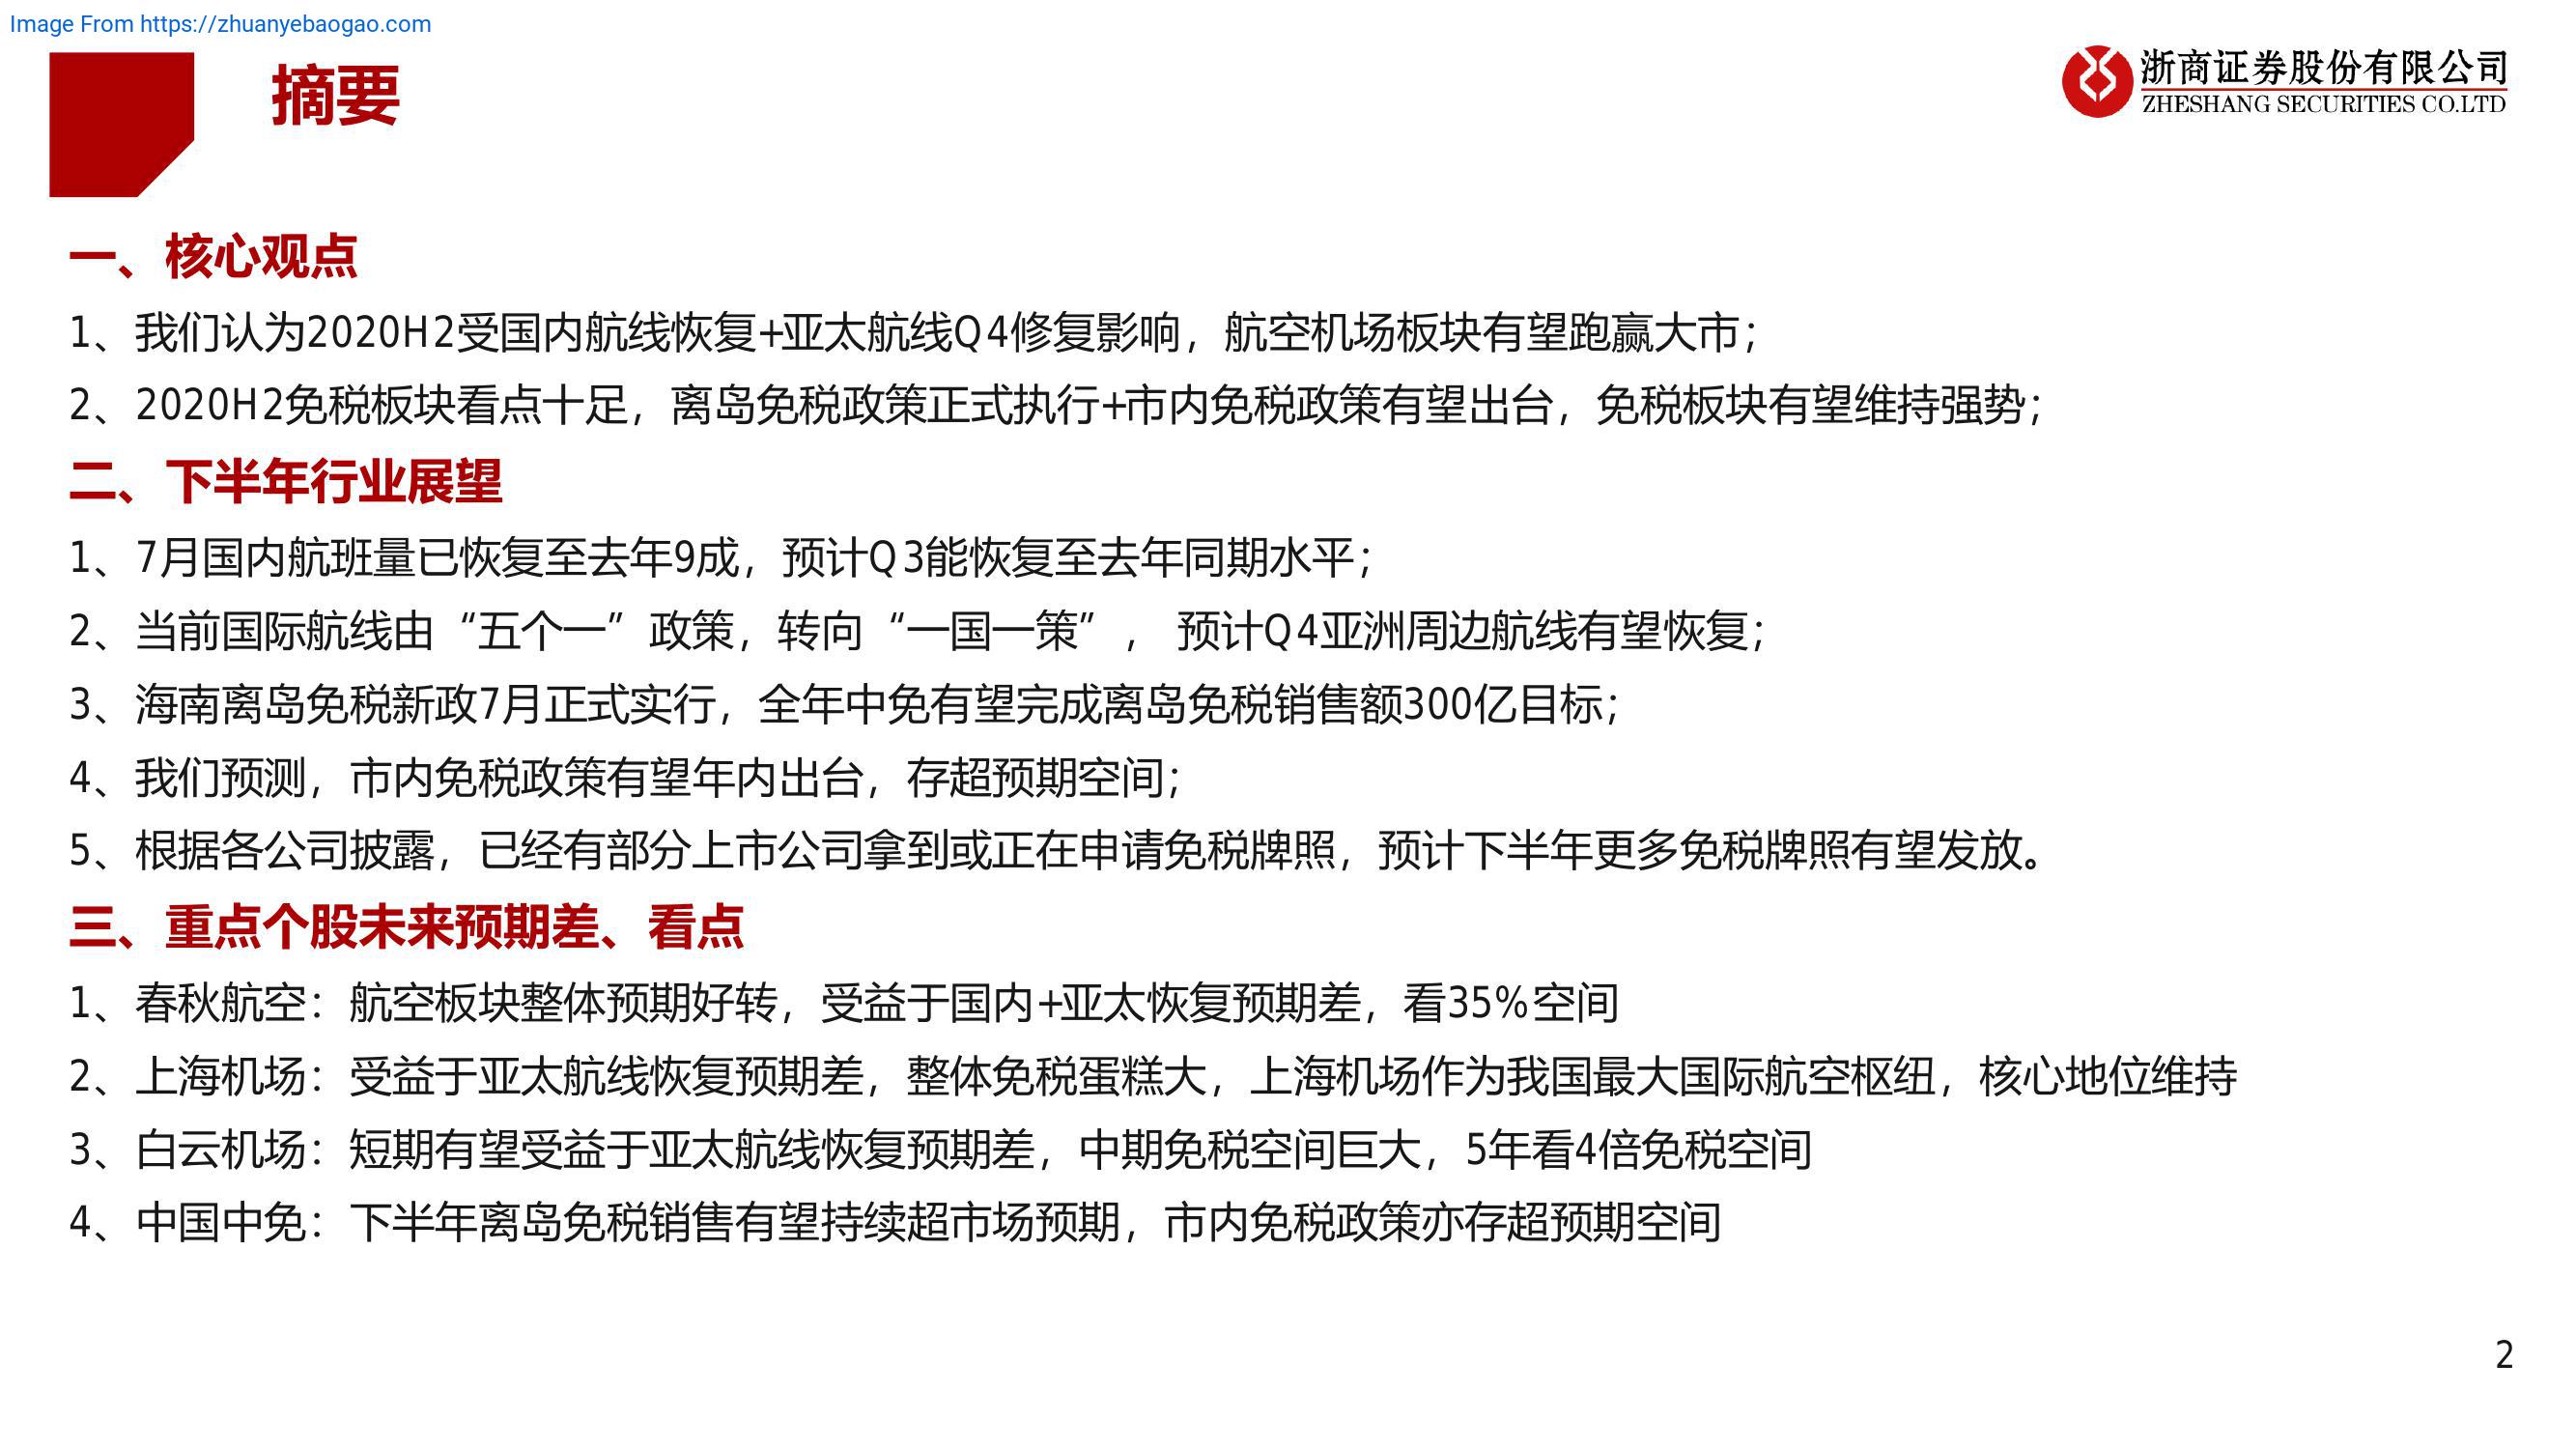 Image From https://zhuanyebaogao.com
摘要
浙商证券股份有限公司
ZHESHANG SECURITIES CO.LTD
一、核心观点
1、我们认为2020H2受国内航线恢复+亚太航线Q4修复影响，航空机场板块有望跑赢大市；
2、2020H2免税板块看点十足，离岛免税政策正式执行+市内免税政策有望出台，免税板块有望维持强势；
二、下半年行业展望
1、7月国内航班量已恢复至去年9成，预计Q3能恢复至去年同期水平；
2、当前国际航线由“五个一”政策，转向“一国一策”， 预计Q4亚洲周边航线有望恢复；
3、海南离岛免税新政7月正式实行，全年中免有望完成离岛免税销售额300亿目标；
4、我们预测，市内免税政策有望年内出台，存超预期空间；
5、根据各公司披露，已经有部分上市公司拿到或正在申请免税牌照，预计下半年更多免税牌照有望发放。
三、重点个股未来预期差、看点
1、春秋航空：航空板块整体预期好转，受益于国内+亚太恢复预期差，看35%空间
2、上海机场：受益于亚太航线恢复预期差，整体免税蛋糕大，上海机场作为我国最大国际航空枢纽，核心地位维持
3、白云机场：短期有望受益于亚太航线恢复预期差，中期免税空间巨大，5年看4倍免税空间
4、中国中免：下半年离岛免税销售有望持续超市场预期，市内免税政策亦存超预期空间
2